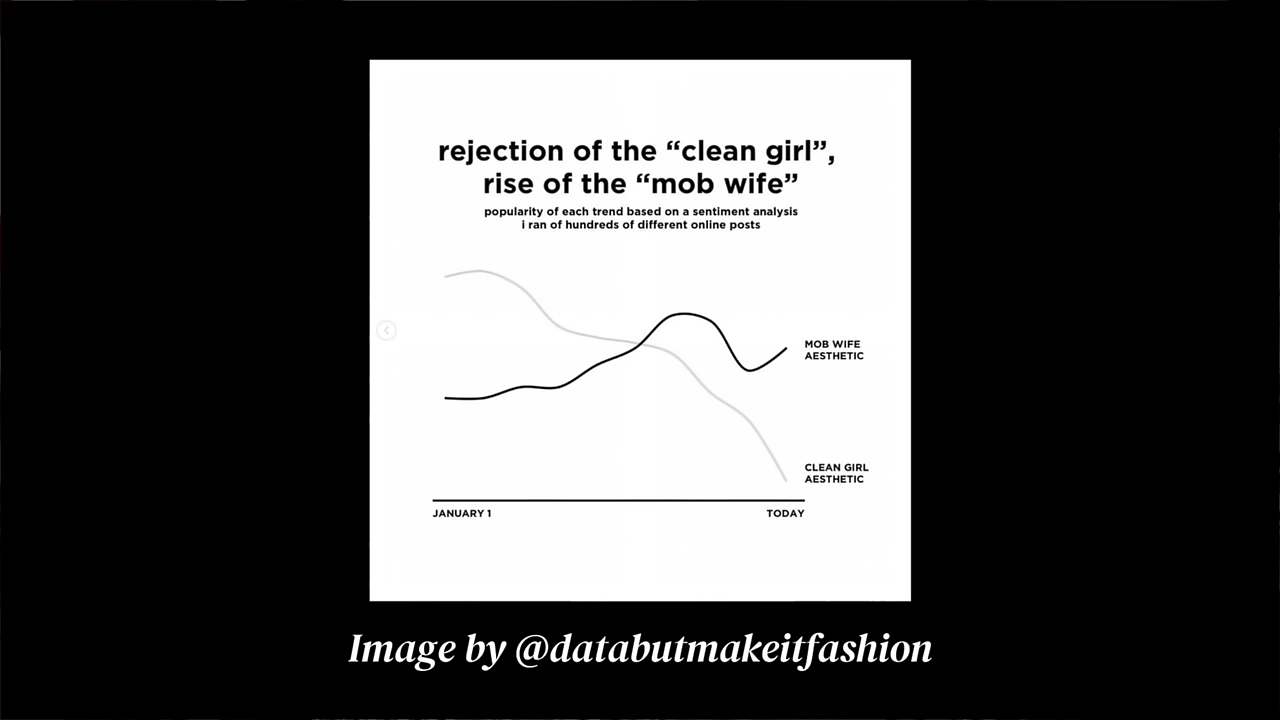 rejection of the “clean girl”,
rise of the “mob wife”
popularity of each trend based on a sentiment analysis
i ran of hundreds of different online posts
MOB WIFE
AESTHETIC
CLEAN GIRL
AESTHETIC
JANUARY 1
TODAY
Image by @databutmakeitfashion